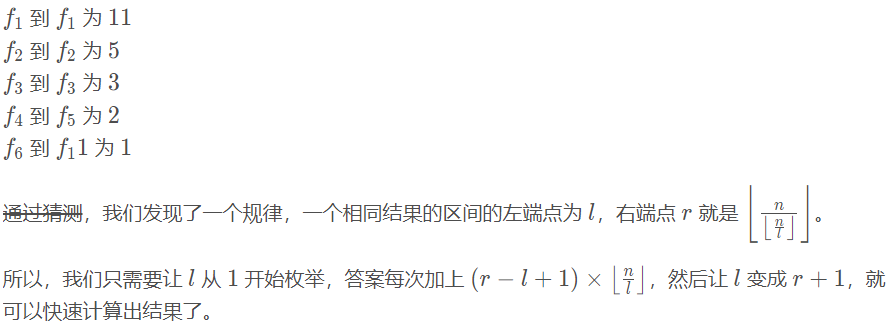 $f_1$ 到 $f_1$ 为 $11$
$f_2$ 到 $f_2$ 为 $5$
$f_3$ 到 $f_3$ 为 $3$
$f_4$ 到 $f_5$ 为 $2$
$f_6$ 到 $f_11$ 为 $1$
~~通过猜测~~，我们发现了一个规律，一个相同结果的区间的左端点为 $l$，右端点 $r$ 就是 $\left\lfloor \frac{n}{\lfloor \frac{n}{l} \rfloor} \right\rfloor$。
所以，我们只需要让 $l$ 从 $1$ 开始枚举，答案每次加上 $(r-l+1)\times\lfloor \frac{n}{l} \rfloor$，然后让 $l$ 变成 $r+1$，就
可以快速计算出结果了。